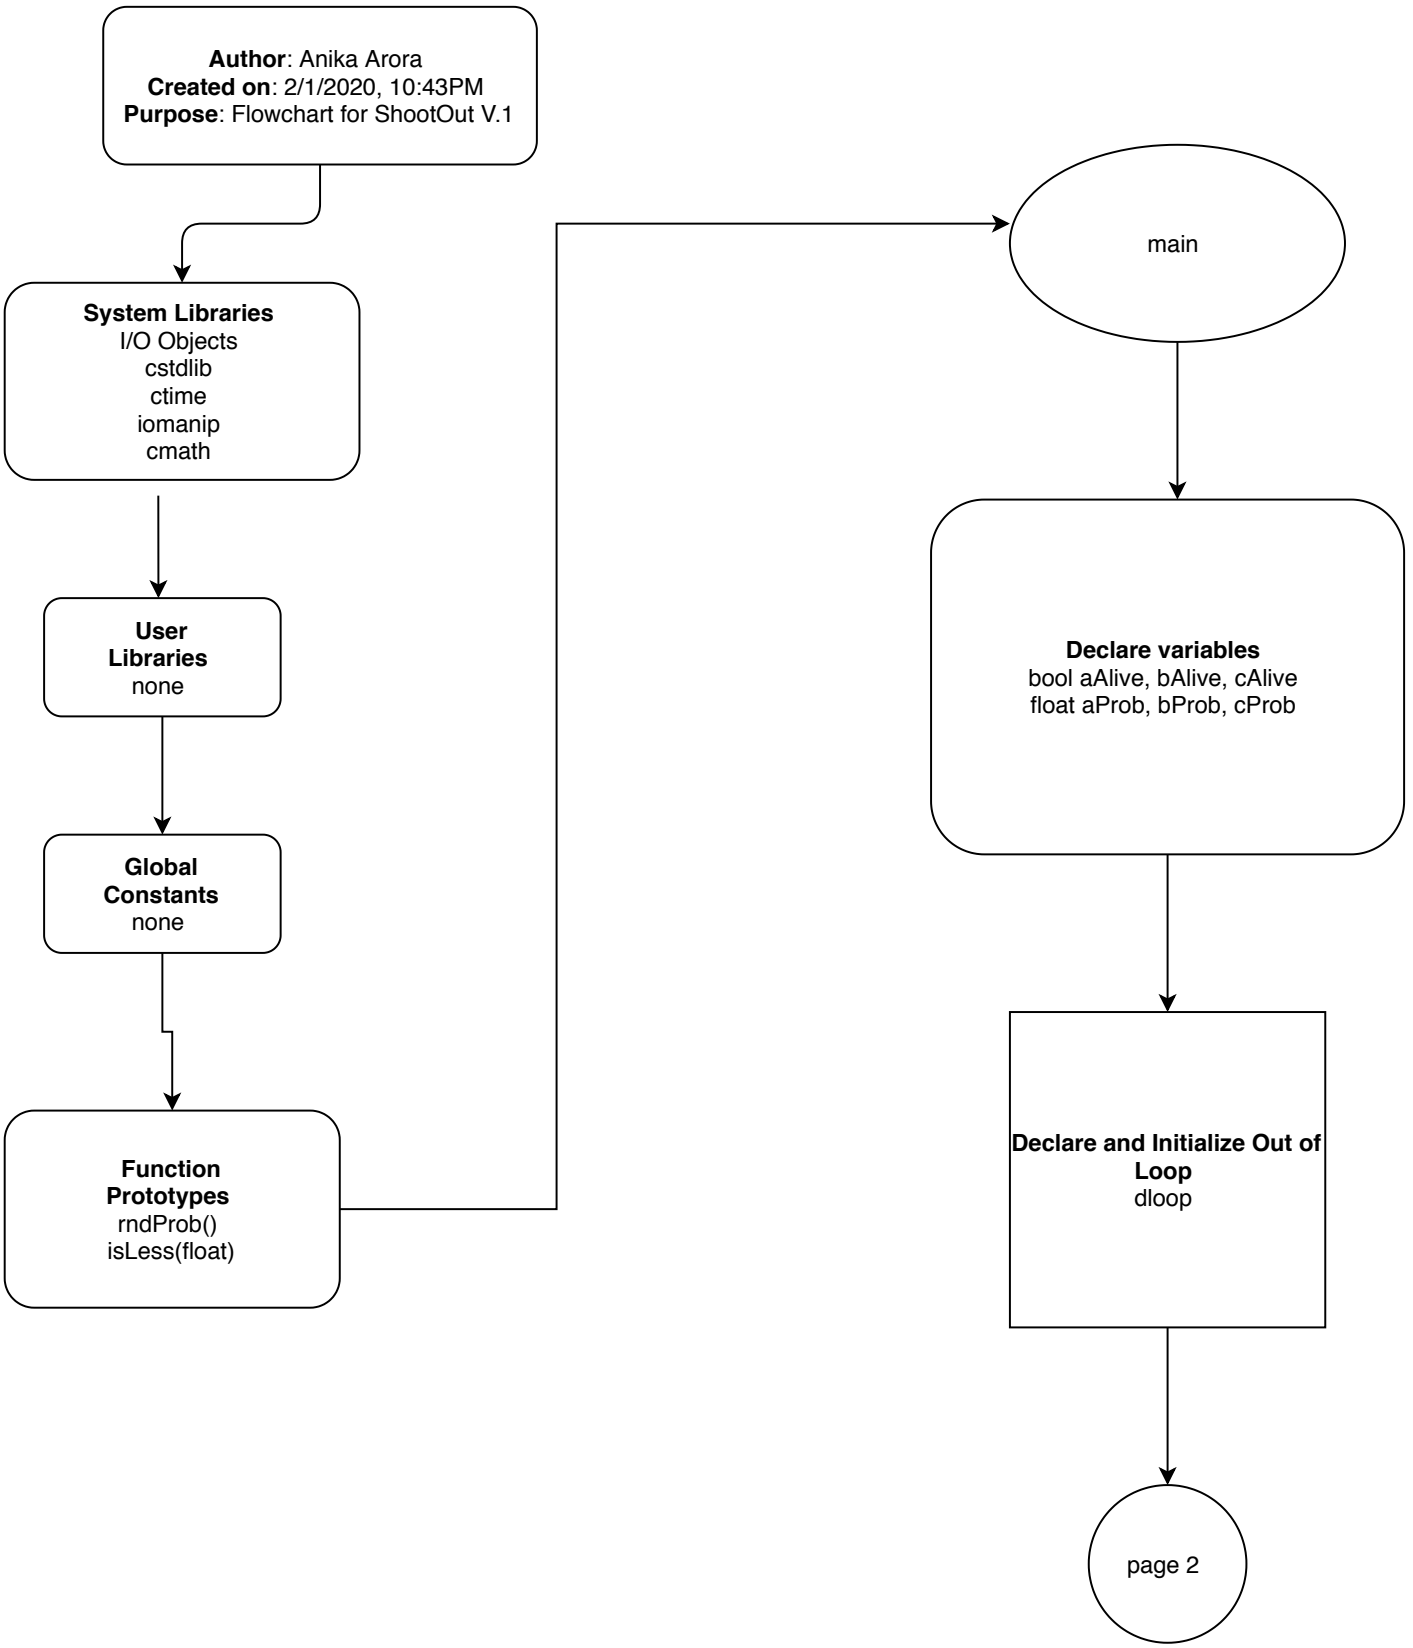 Author: Anika Arora
Created on: 2/1/2020, 10:43PM
Purpose: Flowchart for ShootOut V.1
System Libraries
I/O Objects
cstdlib
ctime
iomanip
cmath
User
Libraries
none
Global
Constants
none
Function
Prototypes
rndProb()
isLess(float)
main
Declare variables
bool aAlive, bAlive, cAlive
float aProb, bProb, cProb
Declare and Initialize Out of
Loop
dloop
page 2